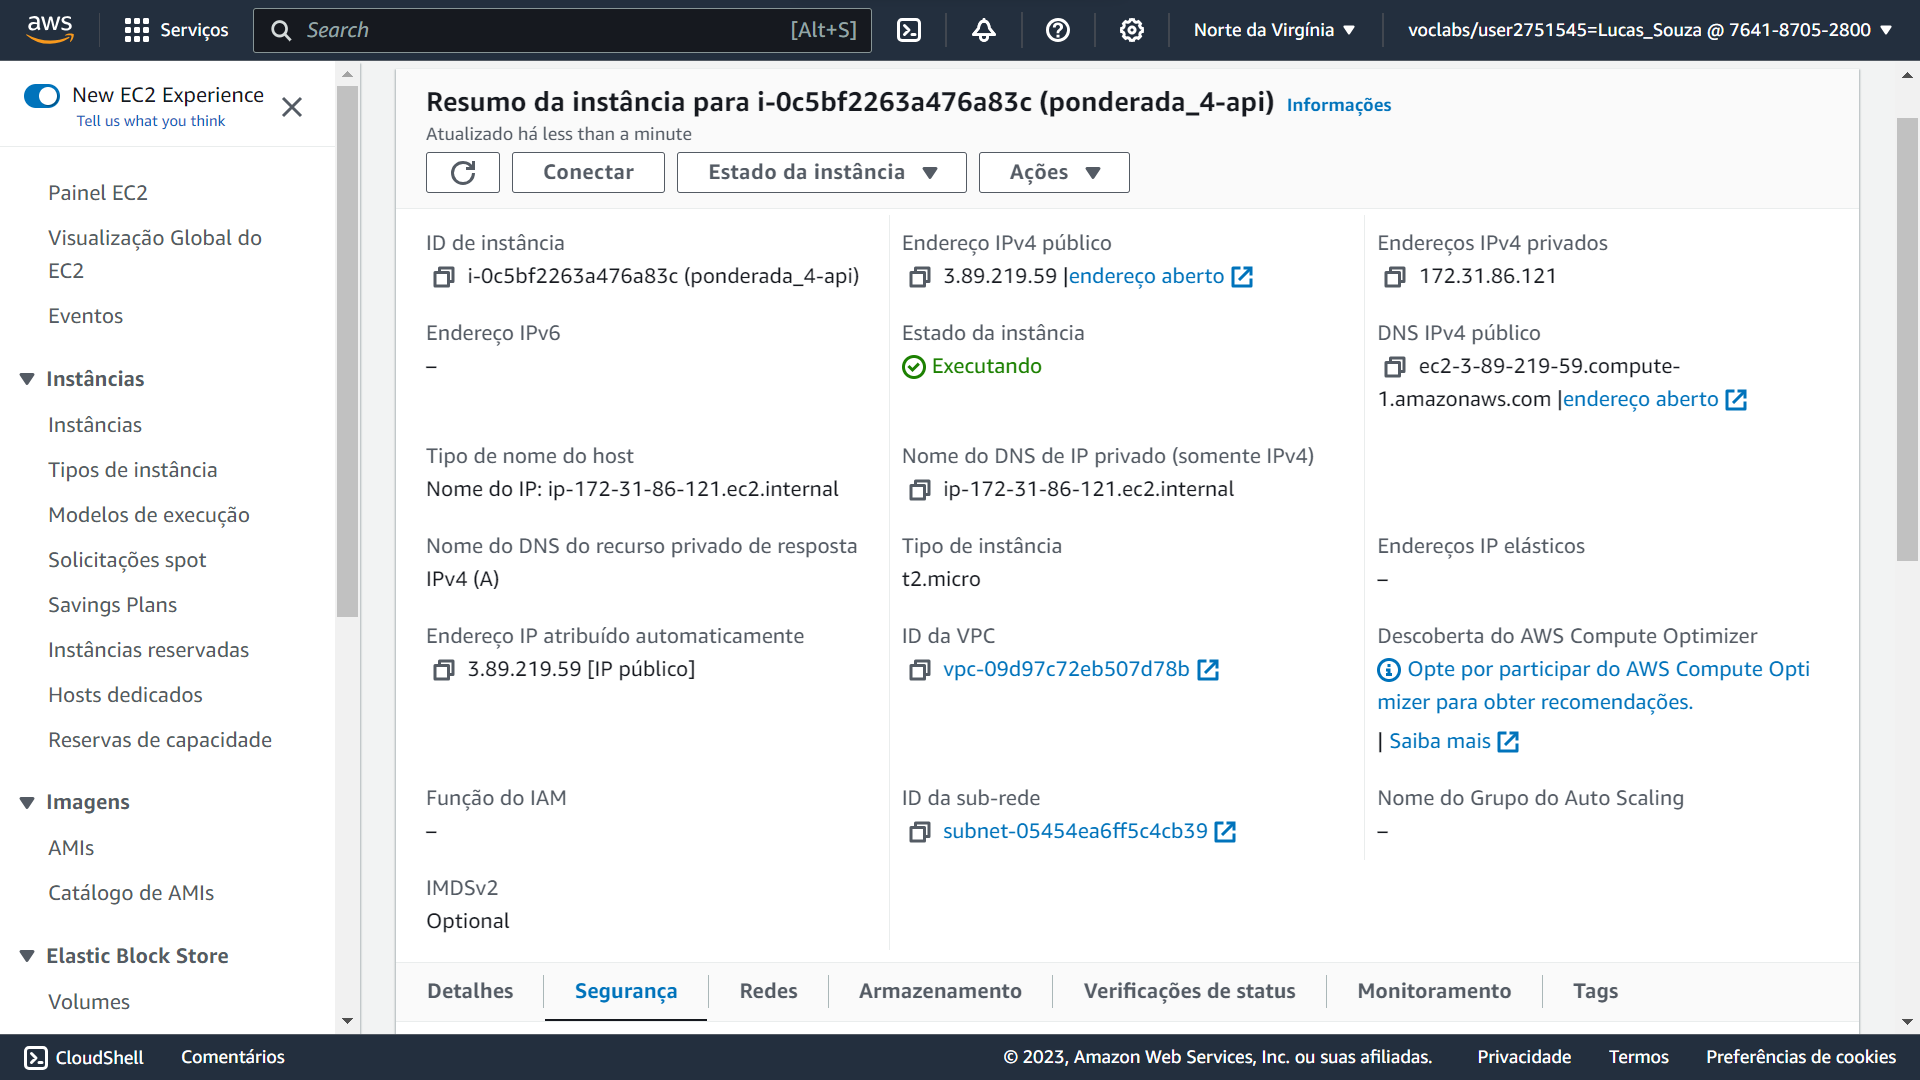 aws
Serviços
Search
[Alt+S]
Norte da Virgínia
voclabs/user2751545=Lucas_Souza @ 7641-8705-2800
New EC2 Experience
Tell us what you think
Painel EC2
Visualização Global do
EC2
Eventos
Instâncias
Instâncias
Tipos de instância
Modelos de execução
Solicitações spot
Savings Plans
Instâncias reservadas
Hosts dedicados
Reservas de capacidade
Imagens
AMIs
Catálogo de AMIs
Elastic Block Store
Volumes
Resumo da instância para i-0c5bf2263a476a83c (ponderada_4-api) Informações
Atualizado há less than a minute
Conectar
Estado da instância
Ações
ID de instância
i-0c5bf2263a476a83c (ponderada_4-api)
Endereço IPv4 público
3.89.219.59 |endereço aberto
Endereços IPv4 privados
172.31.86.121
Endereço IPv6
–
Estado da instância
Executando
DNS IPv4 público
ec2-3-89-219-59.compute-
1.amazonaws.com |endereço aberto
Tipo de nome do host
Nome do IP: ip-172-31-86-121.ec2.internal
Nome do DNS de IP privado (somente IPv4)
ip-172-31-86-121.ec2.internal
Nome do DNS do recurso privado de resposta
IPv4 (A)
Tipo de instância
t2.micro
Endereços IP elásticos
–
Endereço IP atribuído automaticamente
3.89.219.59 [IP público]
ID da VPC
vpc-09d97c72eb507d78b
Descoberta do AWS Compute Optimizer
Opte por participar do AWS Compute Opti
mizer para obter recomendações.
| Saiba mais
Função do IAM
–
ID da sub-rede
subnet-05454ea6ff5c4cb39
Nome do Grupo do Auto Scaling
–
IMDSv2
Optional
Detalhes
Segurança
Redes
Armazenamento
Verificações de status
Monitoramento
Tags
CloudShell
Comentários
© 2023, Amazon Web Services, Inc. ou suas afiliadas.
Privacidade
Termos
Preferências de cookies